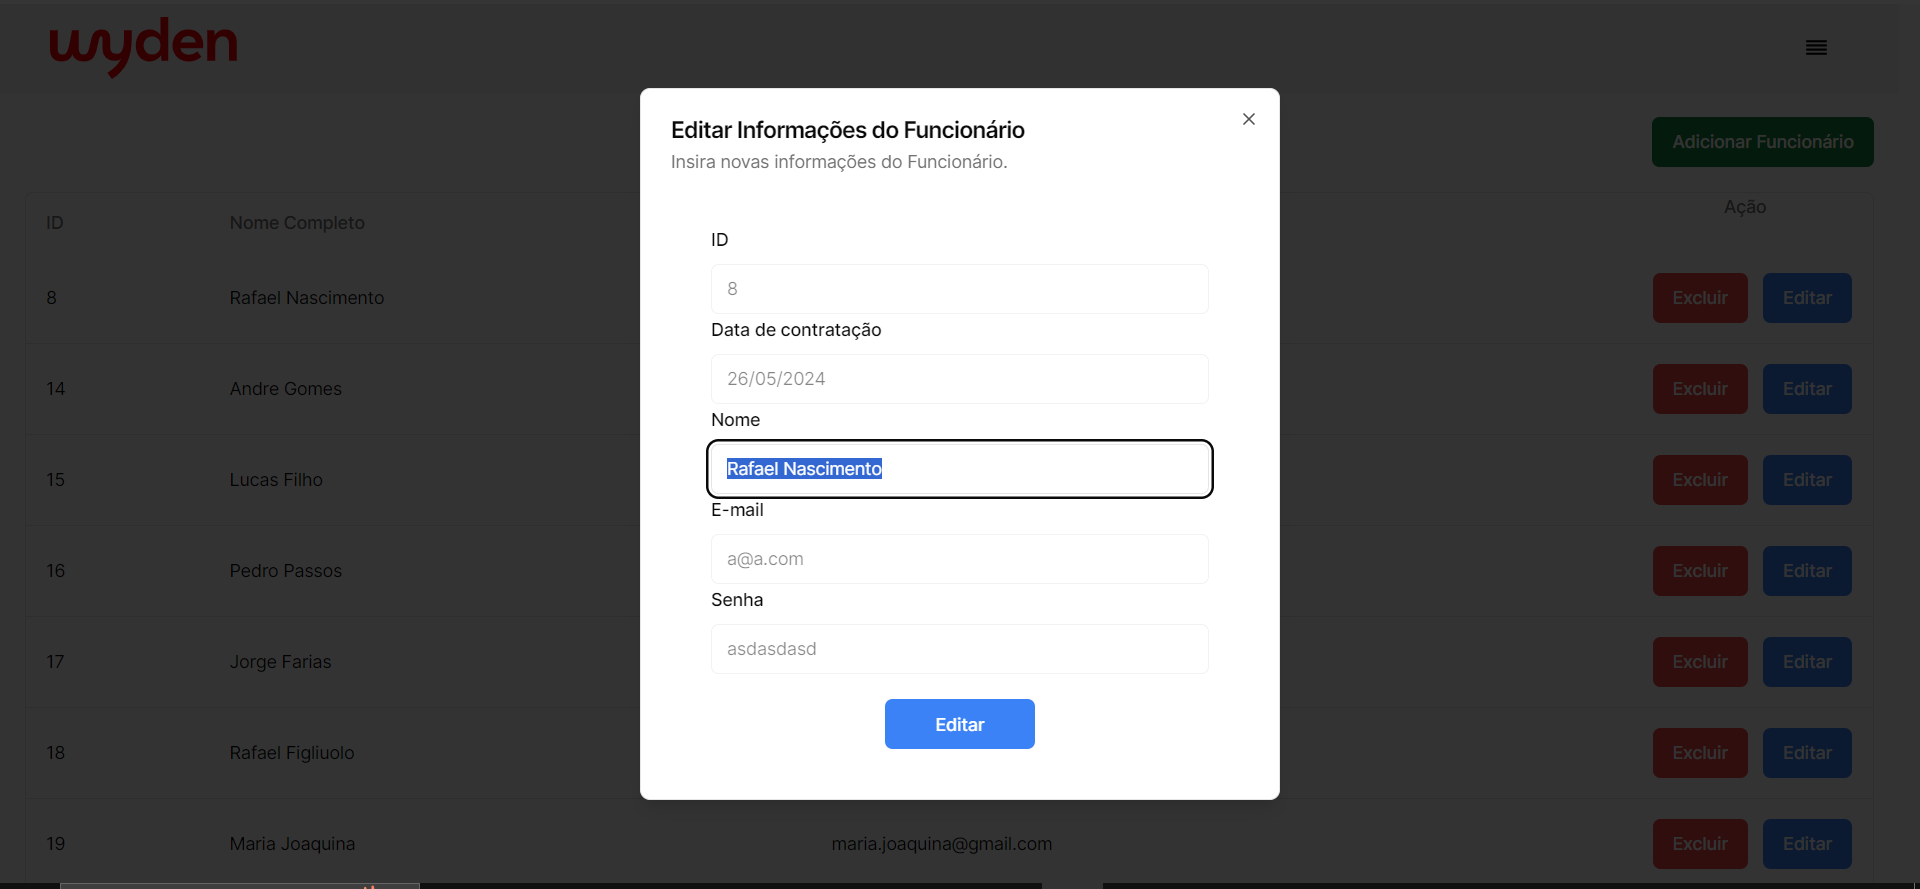 wyden
Adicionar Funcionário
Editar Informações do Funcionário
Insira novas informações do Funcionário.
ID
8
Data de contratação
26/05/2024
Nome
Rafael Nascimento
E-mail
a@a.com
Senha
asdasdasd
Editar
ID Nome Completo Ação
8 Rafael Nascimento Excluir Editar
14 Andre Gomes Excluir Editar
15 Lucas Filho Excluir Editar
16 Pedro Passos Excluir Editar
17 Jorge Farias Excluir Editar
18 Rafael Figliuolo Excluir Editar
19 Maria Joaquina maria.joaquina@gmail.com Excluir Editar